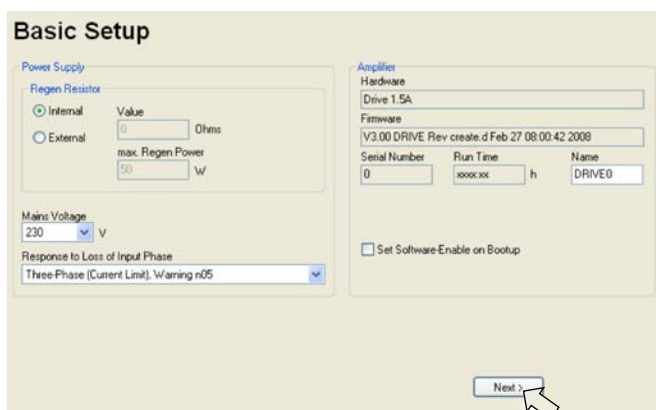 Basic Setup
Power Supply
Regen Resistor
Internal
External
Value
0 Ohms
max. Regen Power
50 W
Mains Voltage
230 V
Response to Loss of Input Phase
Three-Phase (Current Limit), Warning n05
Amplifier
Hardware
Drive 1.5A
Firmware
V3.00 DRIVE Rev create.d Feb 27 08:00:42 2008
Serial Number Run Time Name
0 xxxx:xx h DRIVE0
Set Software-Enable on Bootup
Next >